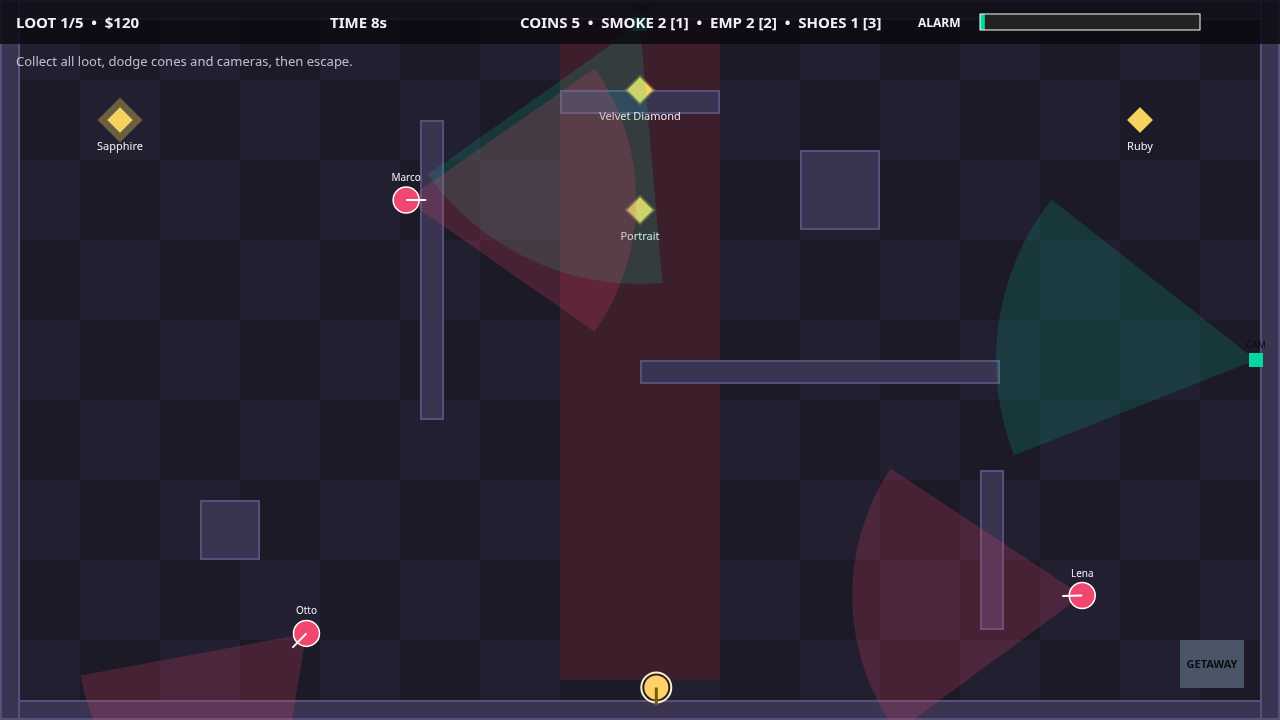 LOOT 1/5 • $120
TIME 8s
COINS 5 • SMOKE 2 [1] • EMP 2 [2] • SHOES 1 [3]
ALARM
Collect all loot, dodge cones and cameras, then escape.
Velvet Diamond
Sapphire
Ruby
Marco
Portrait
CAM
Lena
Otto
GETAWAY